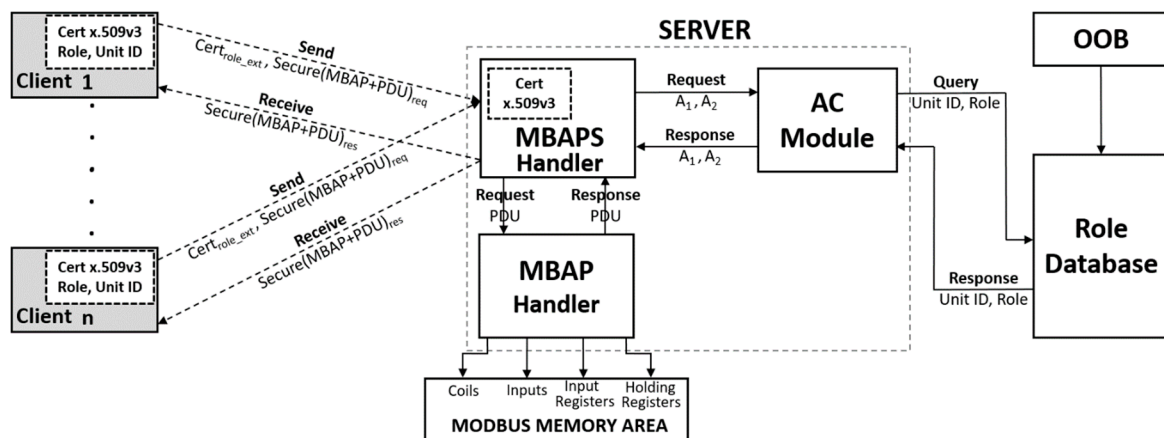 Cert x.509v3
Role, Unit ID
Client 1
Send
Cert_role_ext, Secure(MBAP+PDU)_req
Receive
Secure(MBAP+PDU)_res
Send
Cert_role_ext, Secure(MBAP+PDU)_req
Receive
Secure(MBAP+PDU)_res
Cert x.509v3
Role, Unit ID
Client n
SERVER
Cert
x.509v3
MBAPS
Handler
Request
A₁, A₂
Response
A₁, A₂
AC
Module
Request
PDU
Response
PDU
MBAP
Handler
Query
Unit ID, Role
Response
Unit ID, Role
OOB
Role
Database
Coils
Inputs
Input
Registers
Holding
Registers
MODBUS MEMORY AREA